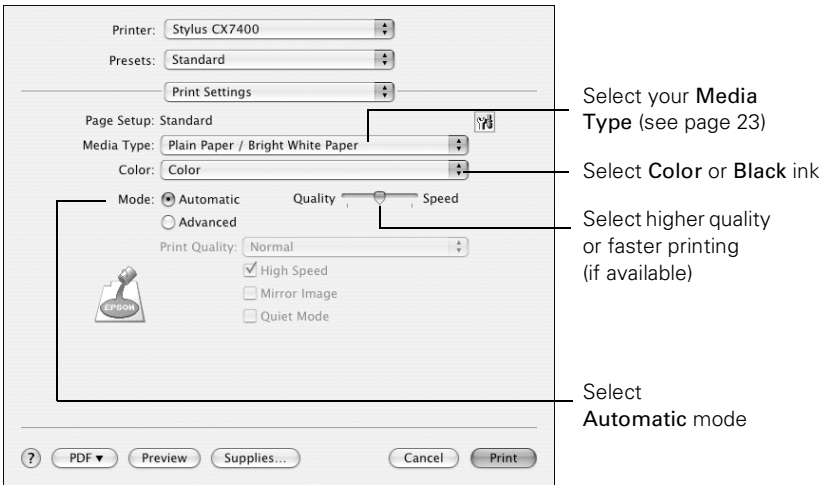 Printer: Stylus CX7400
Presets: Standard
Print Settings
Page Setup: Standard
Media Type: Plain Paper / Bright White Paper
Color: Color
Mode: Automatic Quality Speed
Advanced
Print Quality: Normal
High Speed
Mirror Image
Quiet Mode
EPSON
? PDF▼ Preview Supplies... Cancel Print
Select your Media
Type (see page 23)
Select Color or Black ink
Select higher quality
or faster printing
(if available)
Select
Automatic mode